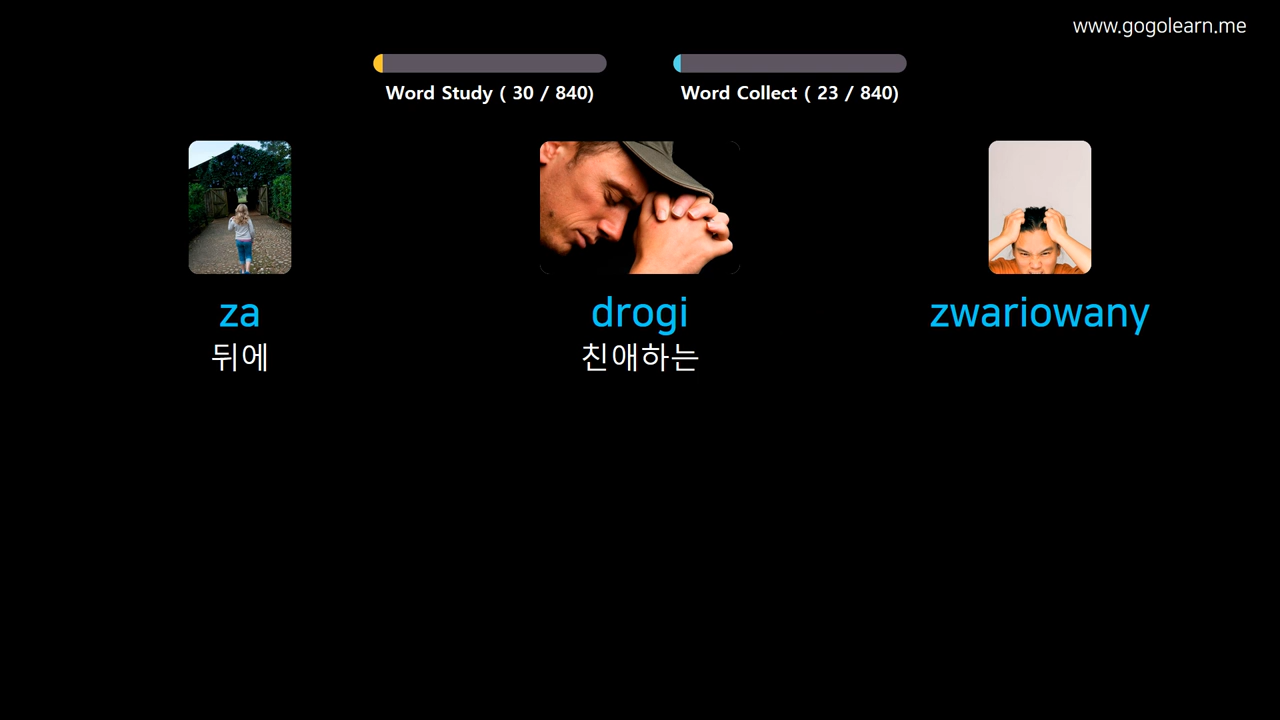 www.gogolearn.me
Word Study ( 30 / 840)
Word Collect ( 23 / 840)
za
drogi
zwariowany
뒤에
친애하는